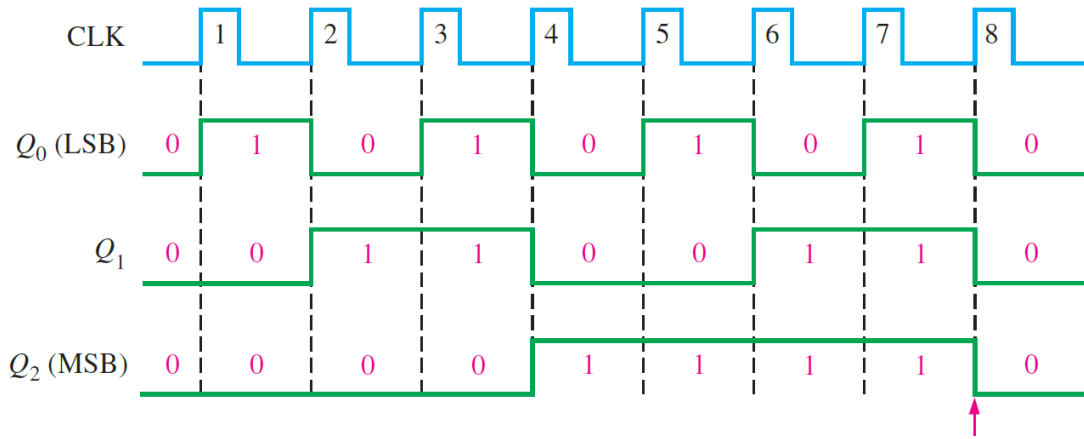 CLK 1 2 3 4 5 6 7 8
Q0 (LSB) 0 1 0 1 0 1 0 1 0
Q1 0 0 1 1 0 0 1 1 0
Q2 (MSB) 0 0 0 0 1 1 1 1 0